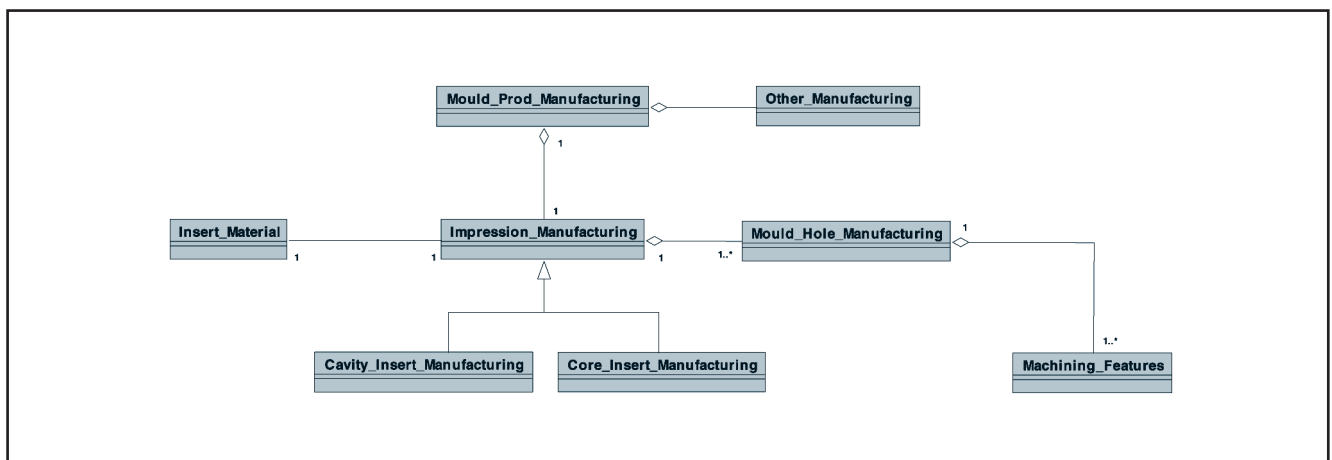 Mould_Prod_Manufacturing
Other_Manufacturing
1
1
Insert_Material
Impression_Manufacturing
Mould_Hole_Manufacturing
1
1
1
1
1..*
1..*
Cavity_Insert_Manufacturing
Core_Insert_Manufacturing
Machining_Features